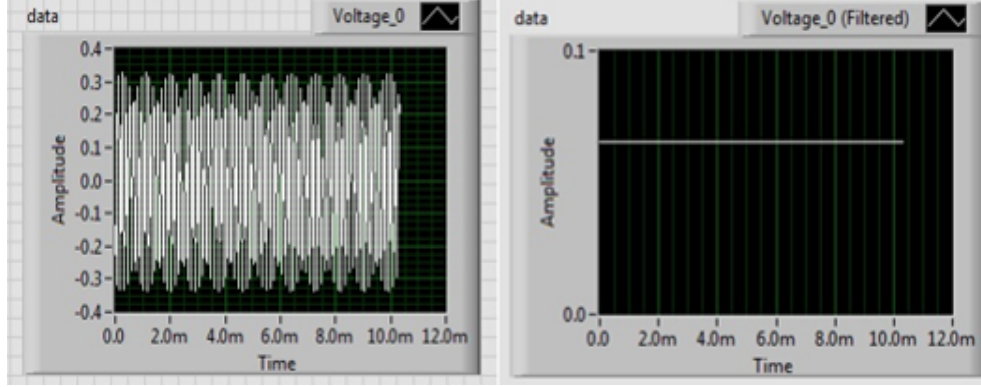 data
Voltage_0
0.4
0.3
0.2
0.1
0.0
-0.1
-0.2
-0.3
-0.4
Amplitude
0.0 2.0m 4.0m 6.0m 8.0m 10.0m 12.0m
Time
data
Voltage_0 (Filtered)
0.1
0.0
Amplitude
0.0 2.0m 4.0m 6.0m 8.0m 10.0m 12.0m
Time